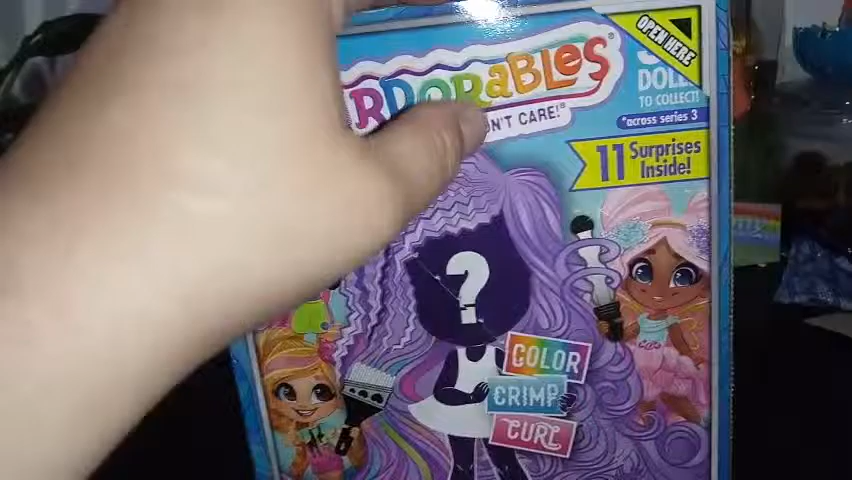 ?
OPEN HERE
RDORABLES®
N'T CARE!®
DOLL
TO COLLECT!
*across series 3
11 Surprises
Inside!
?
COLOR
CRIMP
CURL